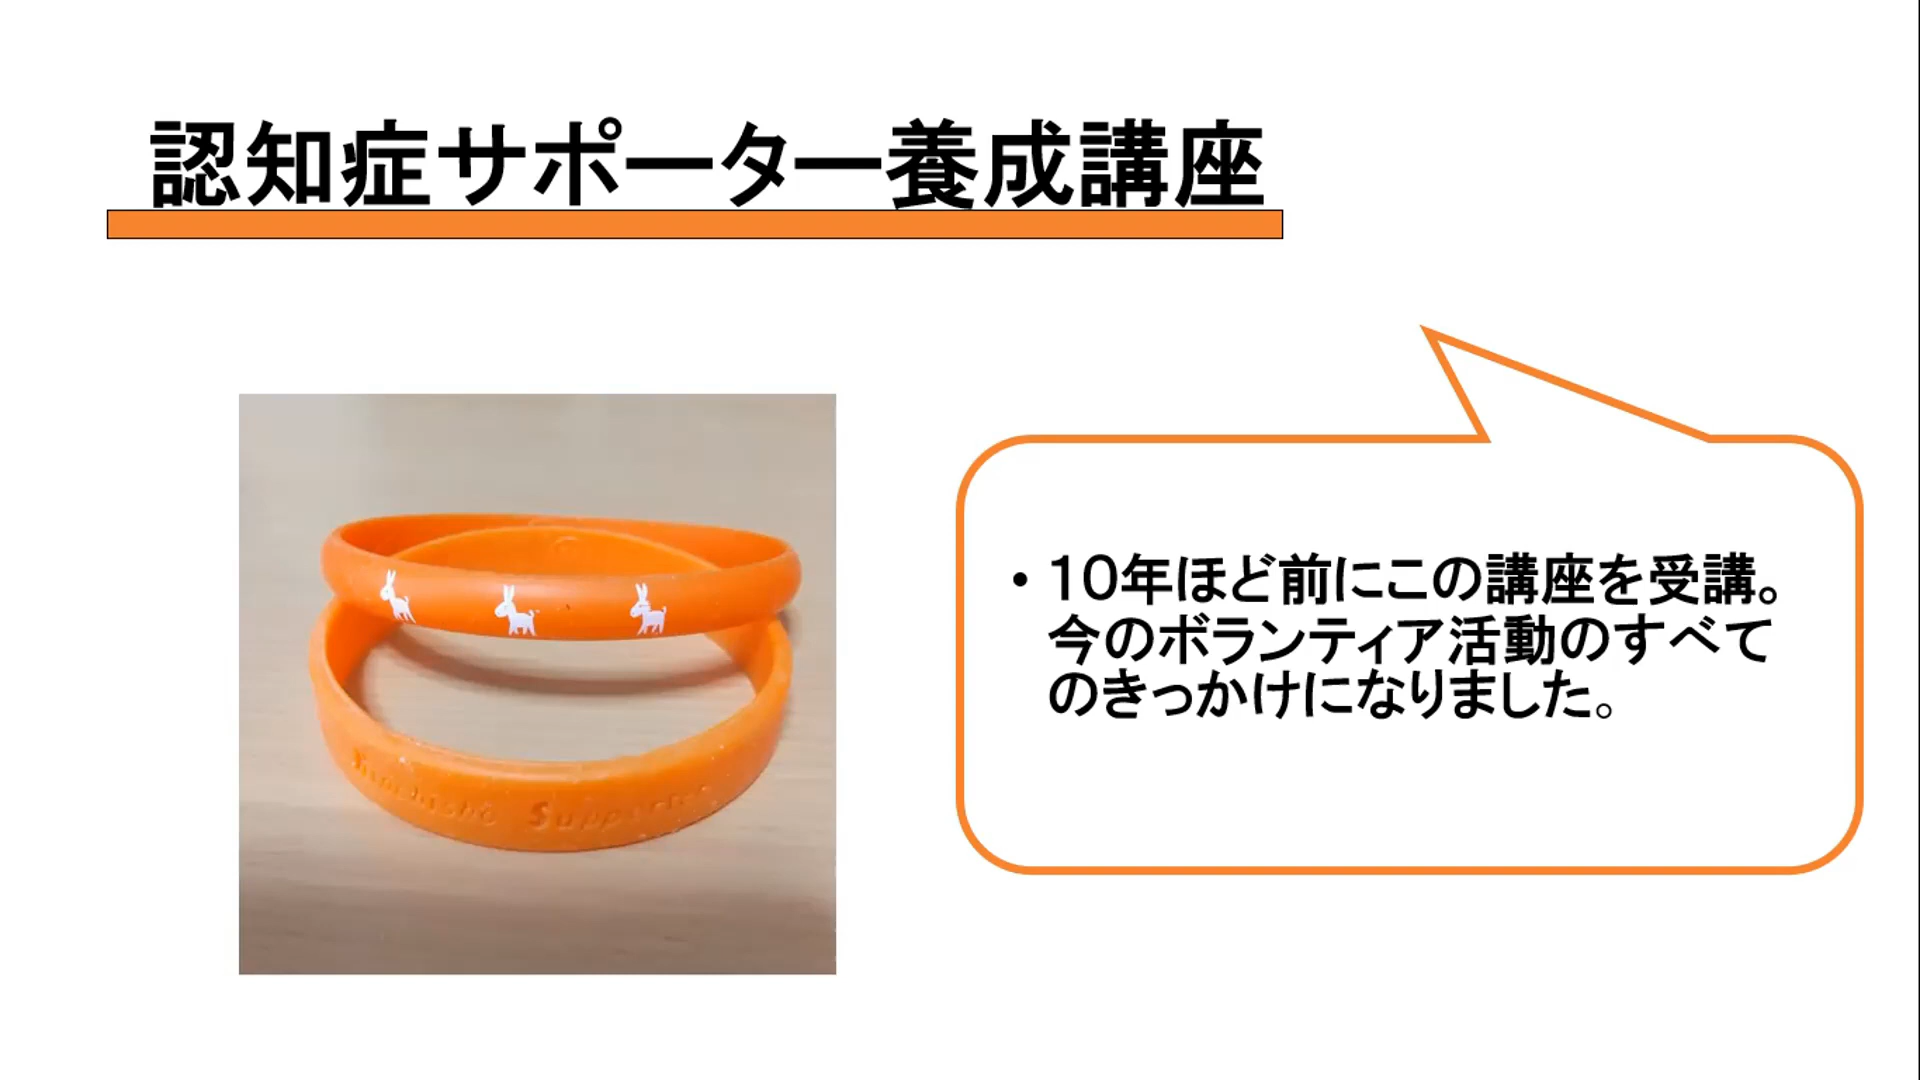 認知症サポーター養成講座
• １０年ほど前にこの講座を受講。
今のボランティア活動のすべて
のきっかけになりました。
Supporter